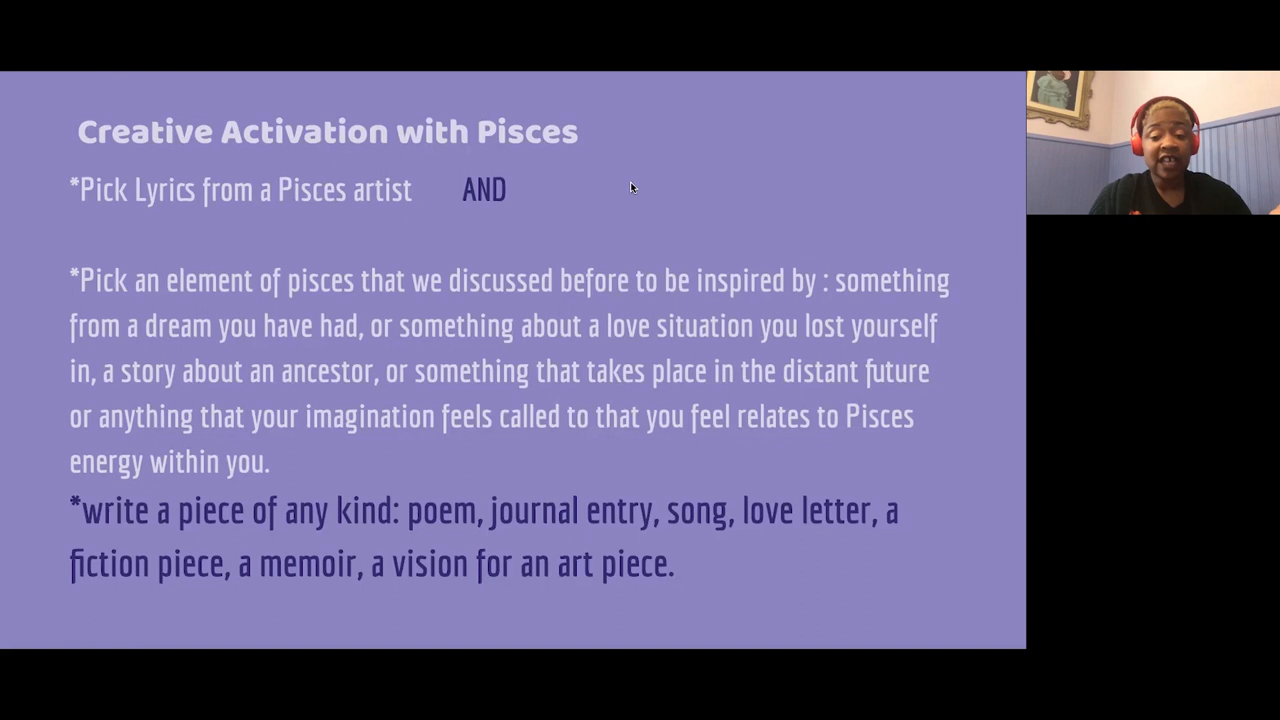 Creative Activation with Pisces
*Pick Lyrics from a Pisces artist AND
*Pick an element of pisces that we discussed before to be inspired by : something
from a dream you have had, or something about a love situation you lost yourself
in, a story about an ancestor, or something that takes place in the distant future
or anything that your imagination feels called to that you feel relates to Pisces
energy within you.
*write a piece of any kind: poem, journal entry, song, love letter, a
fiction piece, a memoir, a vision for an art piece.